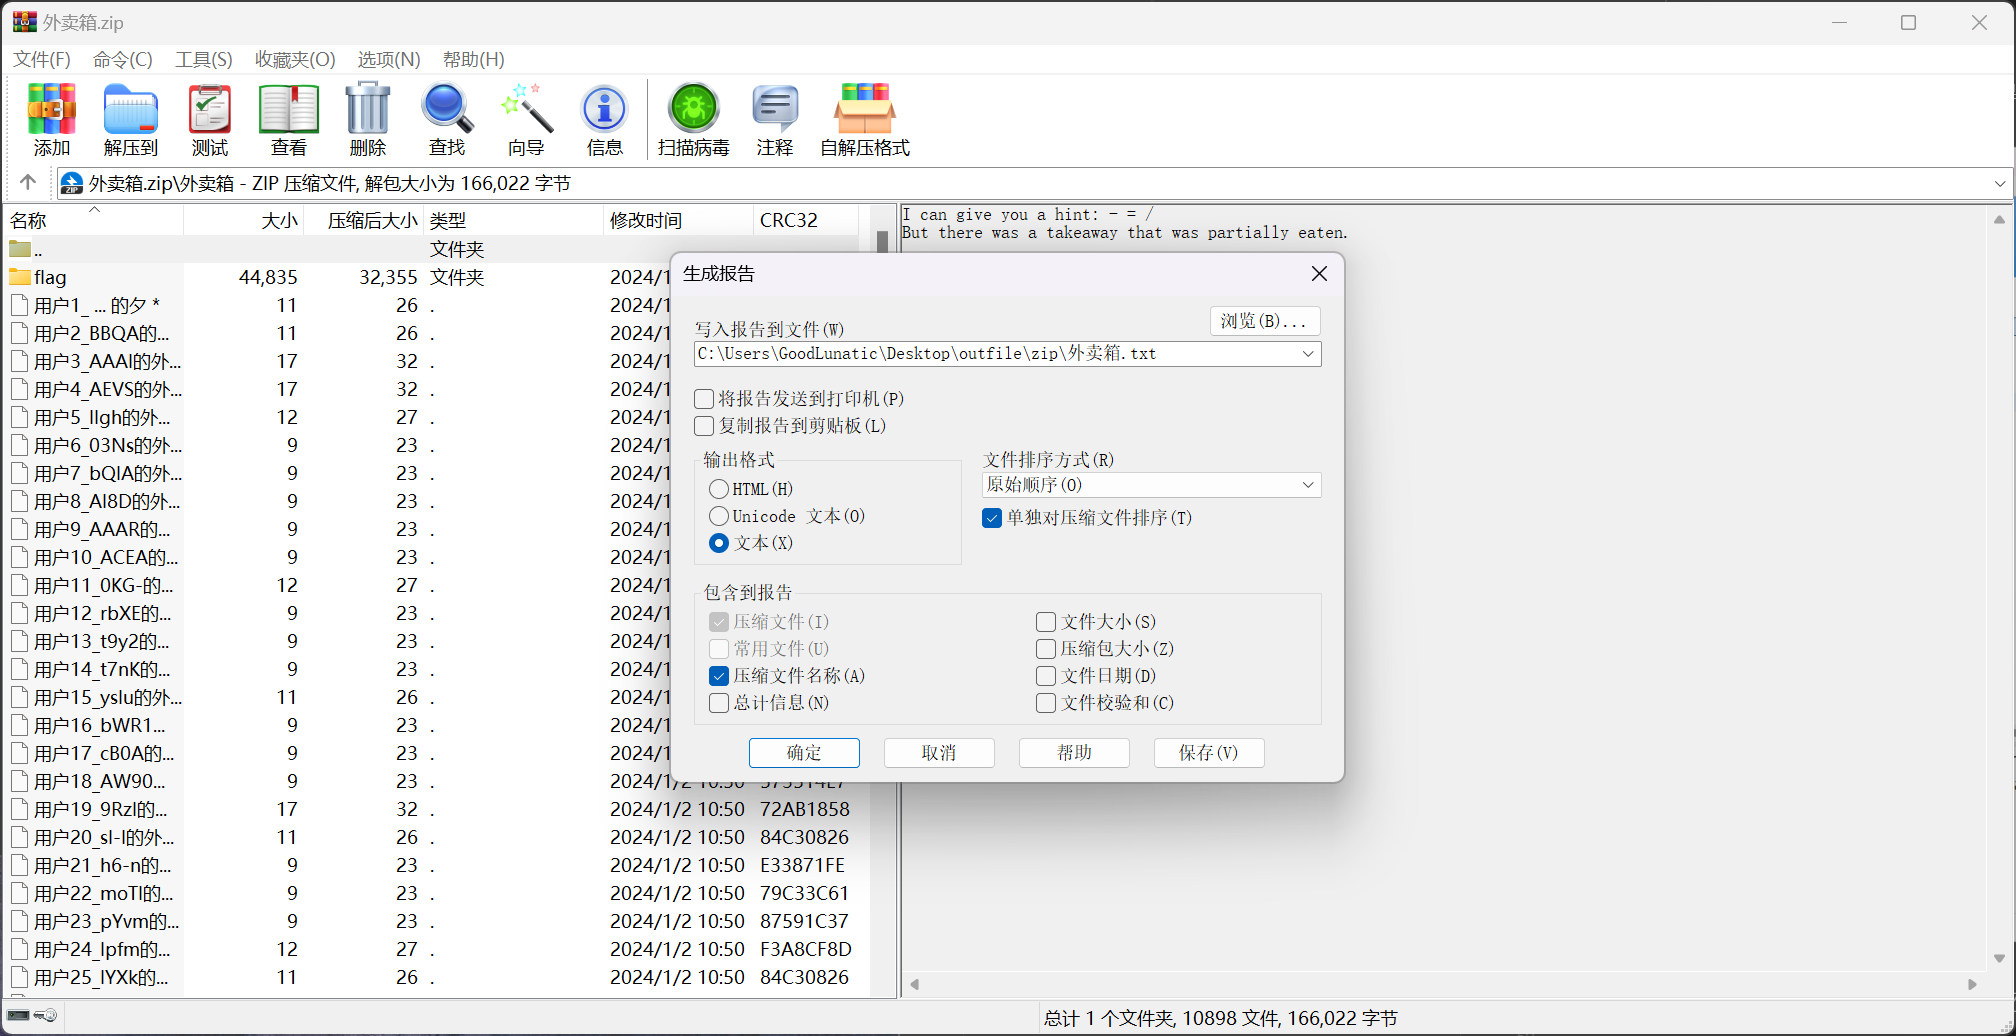 外卖箱.zip
文件(F) 命令(C) 工具(S) 收藏夹(O) 选项(N) 帮助(H)
添加 解压到 测试 查看 删除 查找 向导 信息 扫描病毒 注释 自解压格式
外卖箱.zip\外卖箱 - ZIP 压缩文件, 解包大小为 166,022 字节
名称 大小 压缩后大小 类型 修改时间 CRC32
.. 文件夹
flag 44,835 32,355 文件夹 2024/1
用户1_ ... 的夕 * 11 26 . 2024/1
用户2_BBQA的... 11 26 . 2024/1
用户3_AAAI的外... 17 32 . 2024/1
用户4_AEVS的外... 17 32 . 2024/1
用户5_lIgh的外... 12 27 . 2024/1
用户6_03Ns的外... 9 23 . 2024/1
用户7_bQIA的外... 9 23 . 2024/1
用户8_AI8D的外... 9 23 . 2024/1
用户9_AAAR的... 9 23 . 2024/1
用户10_ACEA的... 9 23 . 2024/1
用户11_0KG-的... 12 27 . 2024/1
用户12_rbXE的... 9 23 . 2024/1
用户13_t9y2的... 9 23 . 2024/1
用户14_t7nK的... 9 23 . 2024/1
用户15_yslu的外... 11 26 . 2024/1
用户16_bWR1... 9 23 . 2024/1
用户17_cB0A的... 9 23 . 2024/1
用户18_AW90... 9 23 . 2024/1/2 10:50
用户19_9Rzl的... 17 32 . 2024/1/2 10:50 72AB1858
用户20_sl-l的外... 11 26 . 2024/1/2 10:50 84C30826
用户21_h6-n的... 9 23 . 2024/1/2 10:50 E33871FE
用户22_moTl的... 9 23 . 2024/1/2 10:50 79C33C61
用户23_pYvm的... 9 23 . 2024/1/2 10:50 87591C37
用户24_lpfm的... 12 27 . 2024/1/2 10:50 F3A8CF8D
用户25_lYXk的... 11 26 . 2024/1/2 10:50 84C30826
I can give you a hint: - = /
But there was a takeaway that was partially eaten.
生成报告
写入报告到文件(W)
浏览(B)...
C:\Users\GoodLunatic\Desktop\outfile\zip\外卖箱.txt
将报告发送到打印机(P)
复制报告到剪贴板(L)
输出格式
HTML(H)
Unicode 文本(O)
文本(X)
文件排序方式(R)
原始顺序(O)
单独对压缩文件排序(T)
包含到报告
压缩文件(I)
常用文件(U)
压缩文件名称(A)
总计信息(N)
文件大小(S)
压缩包大小(Z)
文件日期(D)
文件校验和(C)
确定 取消 帮助 保存(V)
总计 1 个文件夹, 10898 文件, 166,022 字节